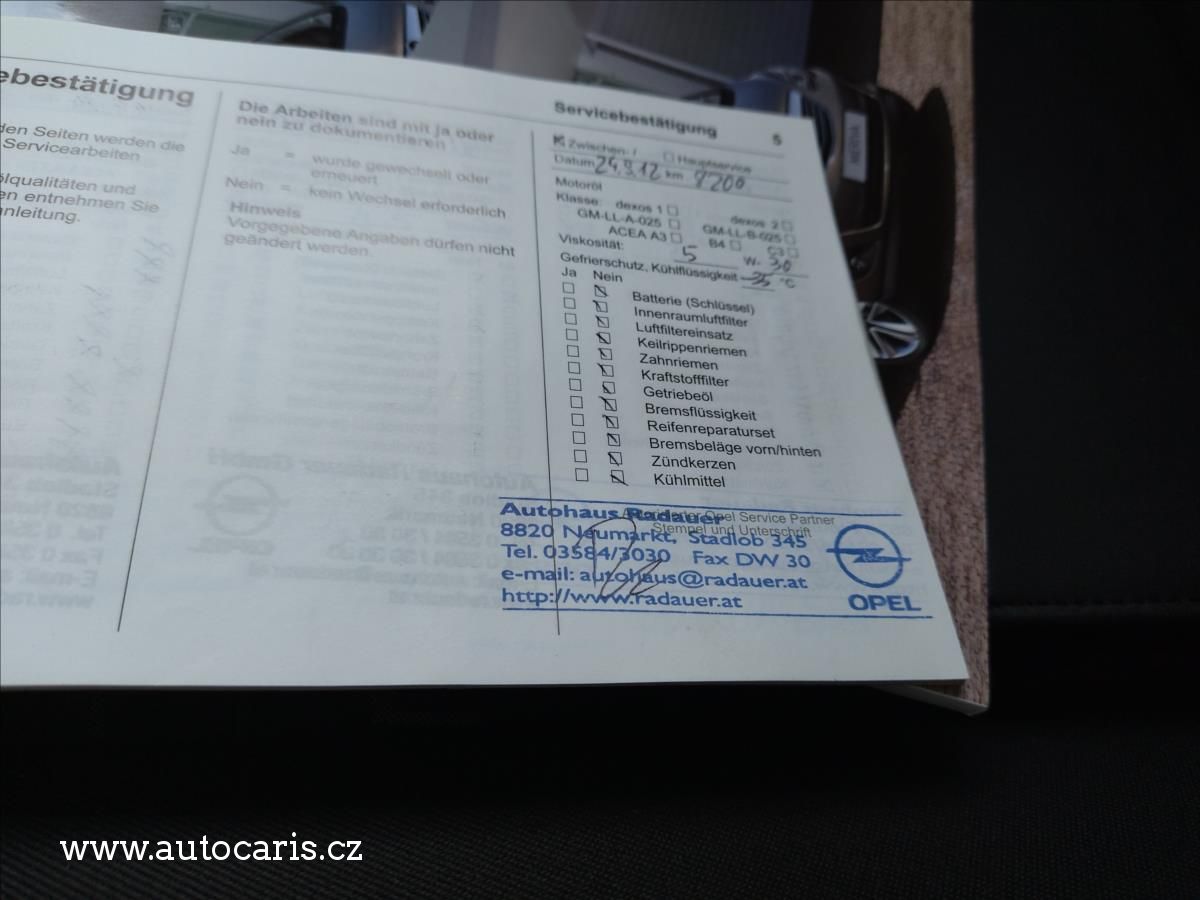 ebestätigung
den Seiten werden die
Servicearbeiten
ölqualitäten und
en entnehmen Sie
nleitung.
Die Arbeiten sind mit ja oder
nein zu dokumentieren
Ja = wurde gewechselt oder
erneuert
Nein = kein Wechsel erforderlich
Hinweis
Vorgegebene Angaben dürfen nicht
geändert werden.
Servicebestätigung 5
Zwischen- / Hauptservice
Datum 24.9.12 km 8200
Motoröl
Klasse: dexos 1 dexos 2
GM-LL-A-025 GM-LL-B-025
ACEA A3 B4 C3
Viskosität: 5 W- 30
Gefrierschutz, Kühlflüssigkeit -35 °C
Ja Nein
Batterie (Schlüssel)
Innenraumluftfilter
Luftfiltereinsatz
Keilrippenriemen
Zahnriemen
Kraftstofffilter
Getriebeöl
Bremsflüssigkeit
Reifenreparaturset
Bremsbeläge vorn/hinten
Zündkerzen
Kühlmittel
Opel Service Partner
Stempel und Unterschrift
Autohaus Radauer
8820 Neumarkt, Stadlob 345
Tel. 03584/3030 Fax DW 30
e-mail: autohaus@radauer.at
http://www.radauer.at
OPEL
www.autocaris.cz